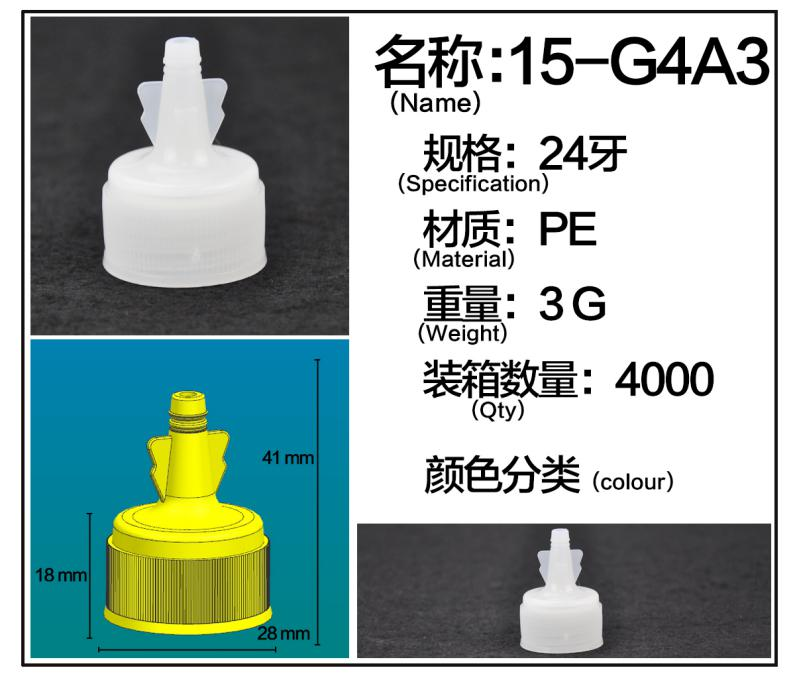 名称:15-G4A3
(Name)
规格: 24牙
(Specification)
材质: PE
(Material)
重量: 3G
(Weight)
装箱数量: 4000
(Qty)
颜色分类 (colour)
41 mm
18 mm
28 mm